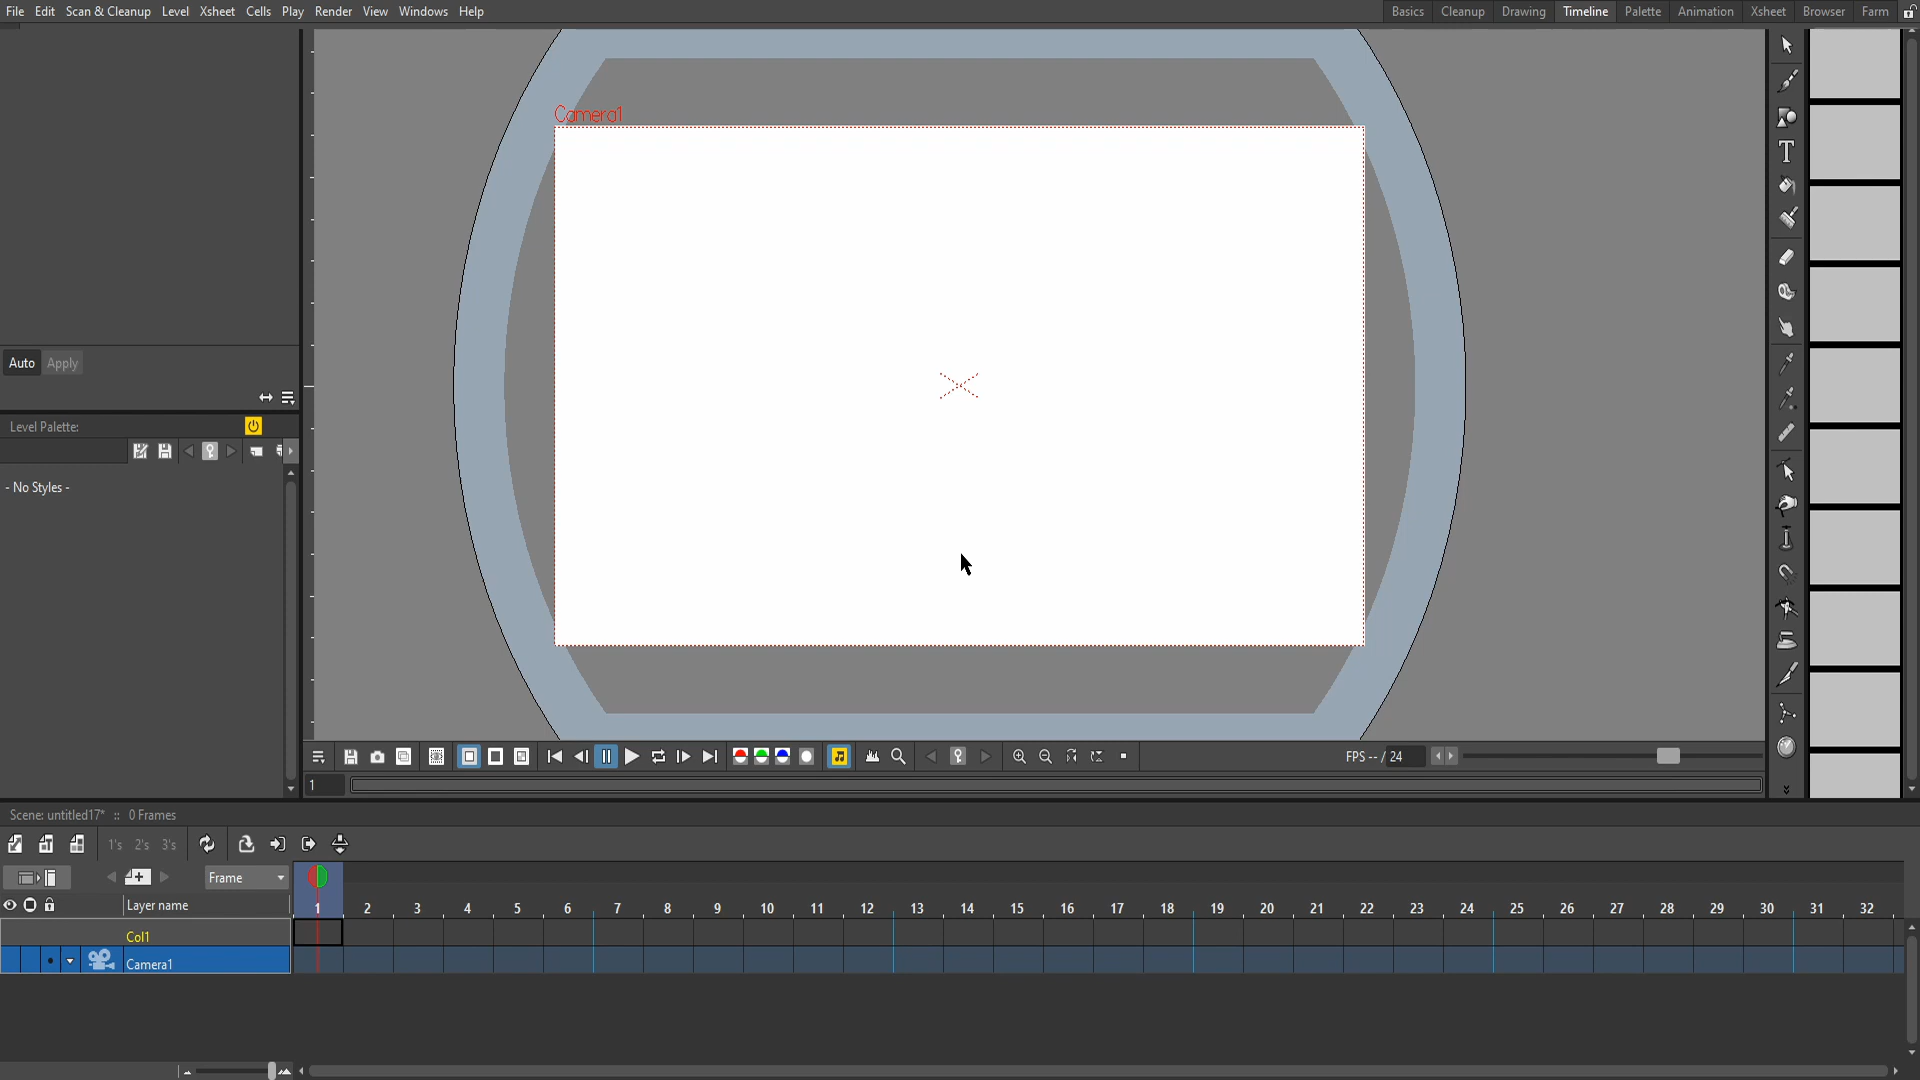 File Edit Scan & Cleanup Level Xsheet Cells Play Render View Windows Help
Basics Cleanup Drawing Timeline Palette Animation Xsheet Browser Farm
Camera1
Auto Apply
Level Palette:
- No Styles -
FPS -- / 24
1
Scene: untitled17* :: 0 Frames
1's 2's 3's
Frame
Layer name
1 2 3 4 5 6 7 8 9 10 11 12 13 14 15 16 17 18 19 20 21 22 23 24 25 26 27 28 29 30 31 32
Col1
Camera1